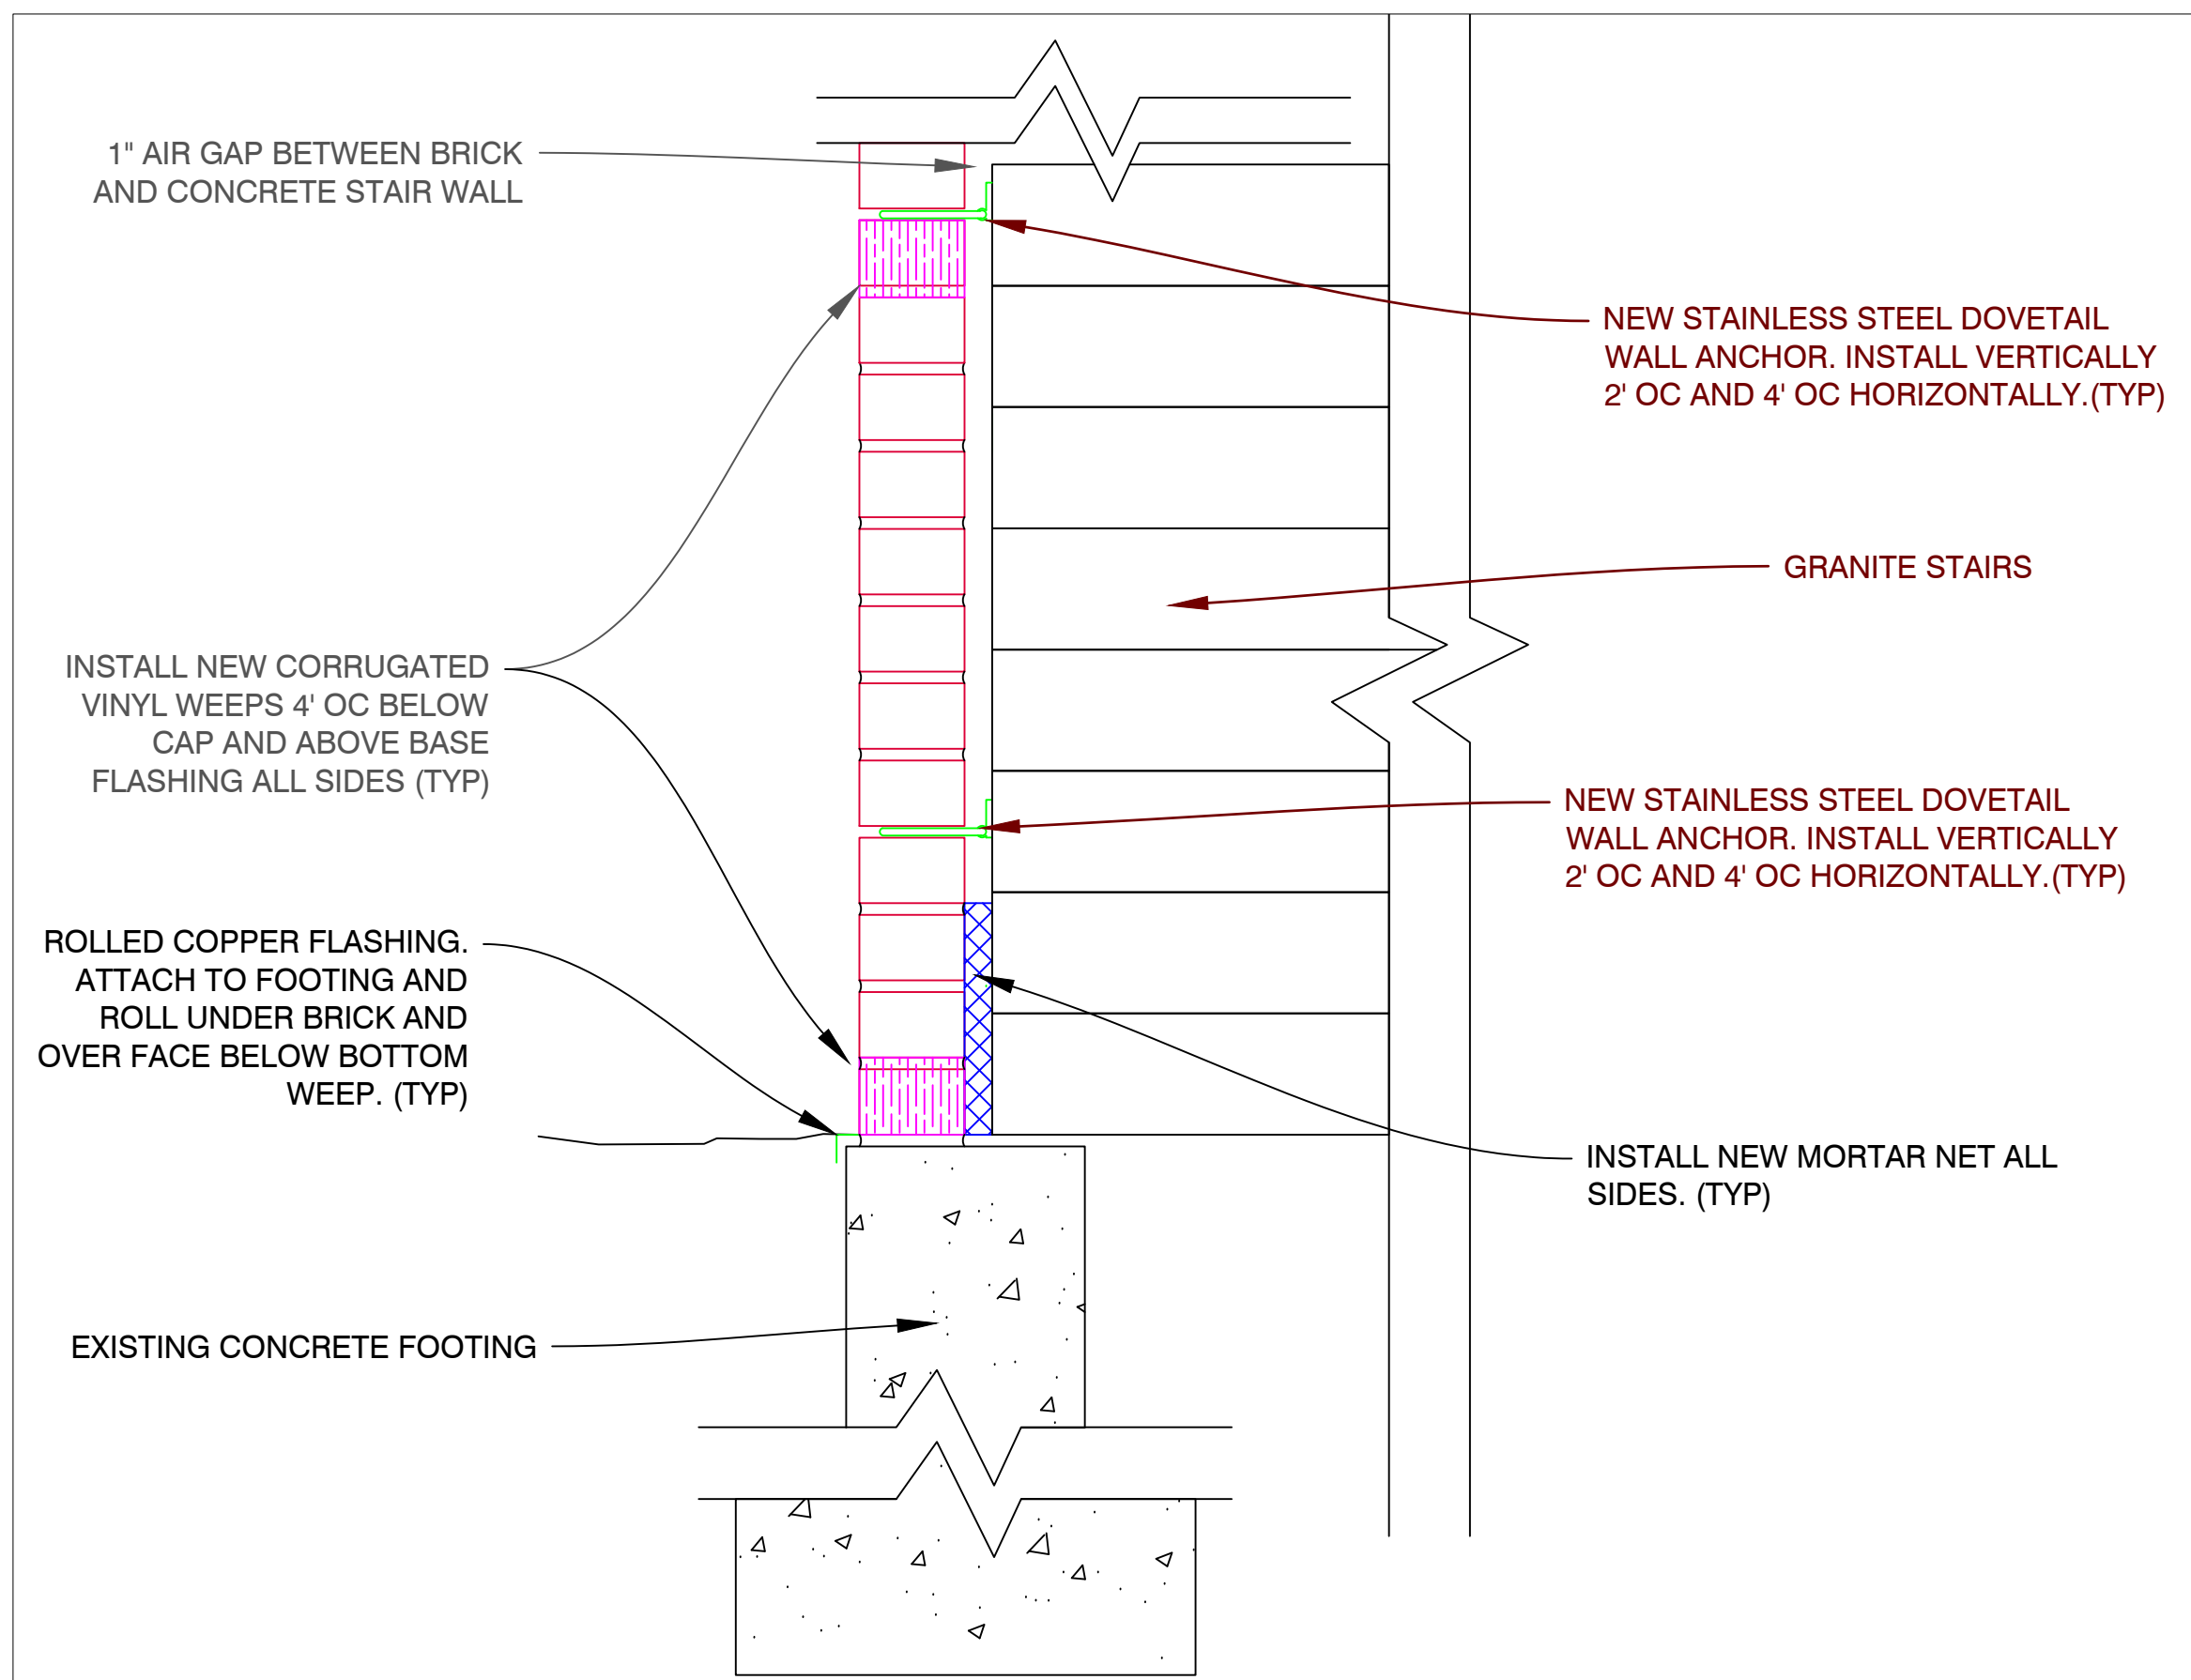 1" AIR GAP BETWEEN BRICK
AND CONCRETE STAIR WALL
NEW STAINLESS STEEL DOVETAIL
WALL ANCHOR. INSTALL VERTICALLY
2' OC AND 4' OC HORIZONTALLY.(TYP)
GRANITE STAIRS
INSTALL NEW CORRUGATED
VINYL WEEPS 4' OC BELOW
CAP AND ABOVE BASE
FLASHING ALL SIDES (TYP)
NEW STAINLESS STEEL DOVETAIL
WALL ANCHOR. INSTALL VERTICALLY
2' OC AND 4' OC HORIZONTALLY.(TYP)
ROLLED COPPER FLASHING.
ATTACH TO FOOTING AND
ROLL UNDER BRICK AND
OVER FACE BELOW BOTTOM
WEEP. (TYP)
INSTALL NEW MORTAR NET ALL
SIDES. (TYP)
EXISTING CONCRETE FOOTING